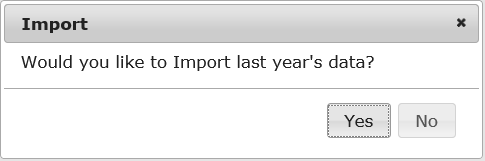 Import
Would you like to Import last year's data?
Yes No